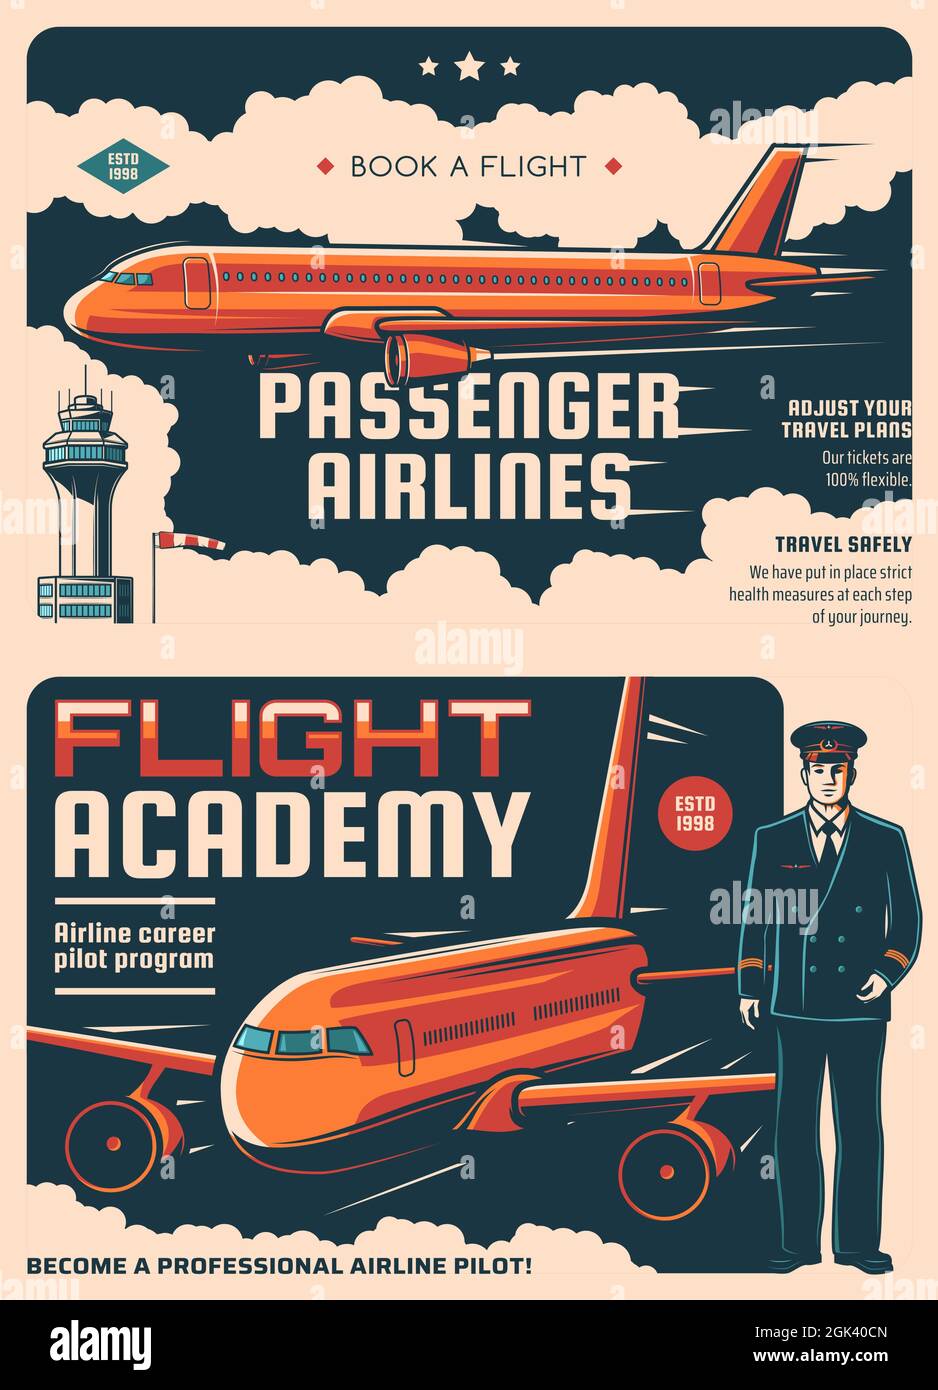 ESTD
1998
BOOK A FLIGHT
PASSENGER
AIRLINES
ADJUST YOUR
TRAVEL PLANS
Our tickets are
100% flexible.
TRAVEL SAFELY
We have put in place strict
health measures at each step
of your journey.
alamy
FLIGHT
ACADEMY
ESTD
1998
Airline career
pilot program
BECOME A PROFESSIONAL AIRLINE PILOT!
alamy
Image ID: 2GK40CN
www.alamy.com